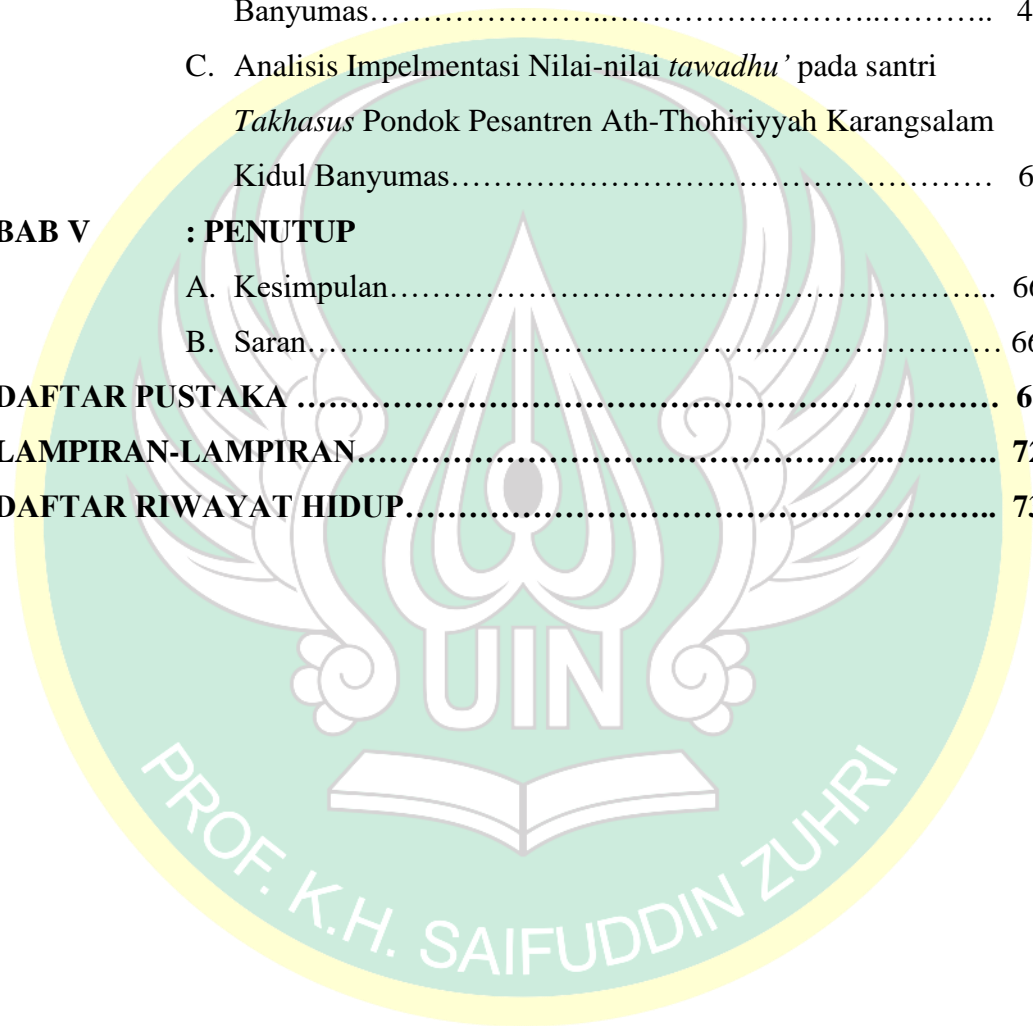 Banyumas…………………..……………………..……….. 4
C. Analisis Impelmentasi Nilai-nilai tawadhu’ pada santri
Takhasus Pondok Pesantren Ath-Thohiriyyah Karangsalam
Kidul Banyumas…………………………………………… 6
BAB V : PENUTUP
A. Kesimpulan………………………………………….……….. 66
B. Saran……………………………………...………………… 66
DAFTAR PUSTAKA ………………………………………………………… 6
LAMPIRAN-LAMPIRAN………………………………………...….……. 72
DAFTAR RIWAYAT HIDUP……………………………………………….. 73
UIN
PROF. K.H. SAIFUDDIN ZUHRI